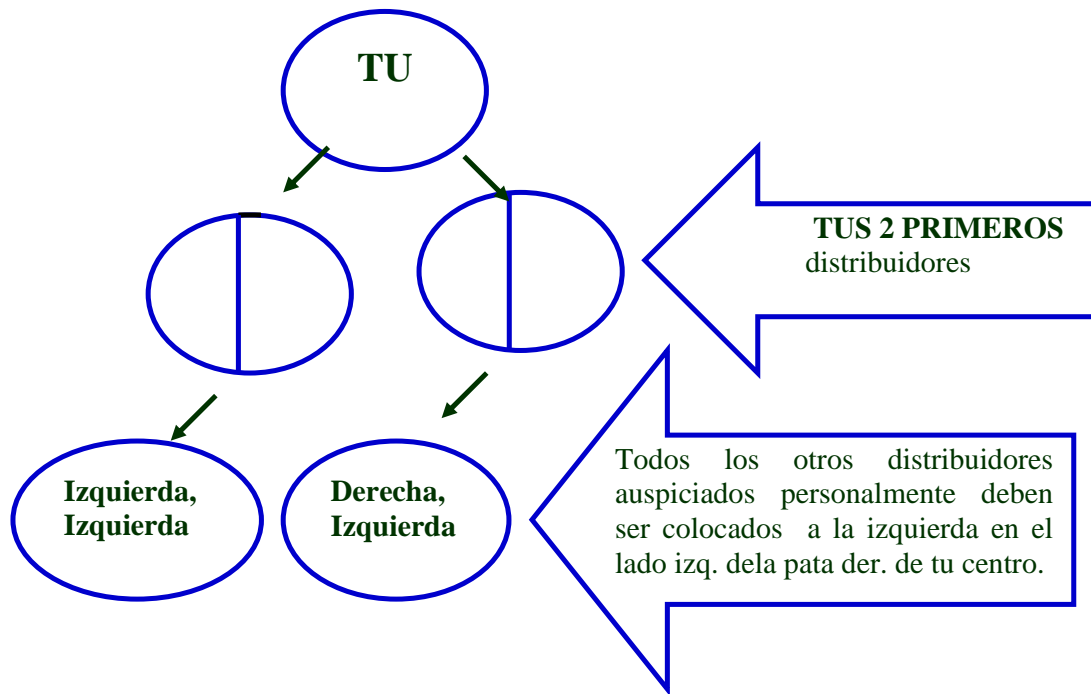 TU
TUS 2 PRIMEROS
distribuidores
Izquierda,
Izquierda
Derecha,
Izquierda
Todos los otros distribuidores
auspiciados personalmente deben
ser colocados a la izquierda en el
lado izq. dela pata der. de tu centro.